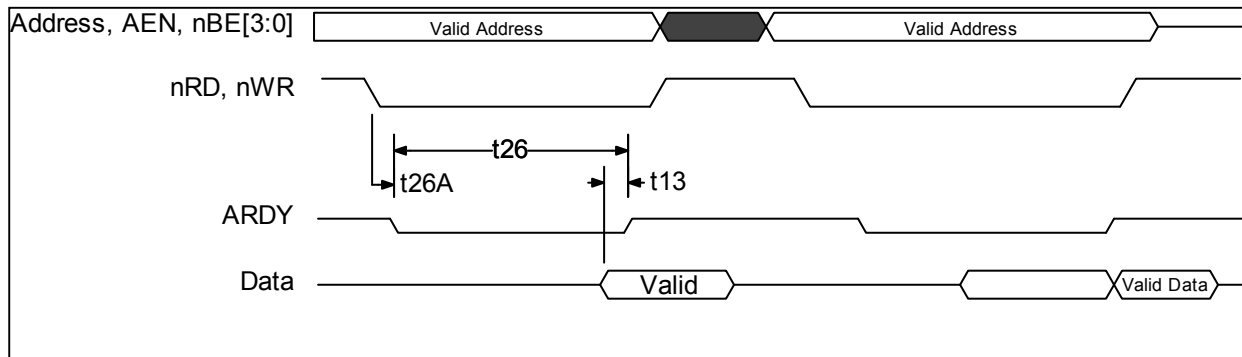 Address, AEN, nBE[3:0]
Valid Address
Valid Address
nRD, nWR
t26
t26A
t13
ARDY
Data
Valid
Valid Data